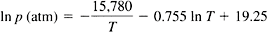 ln p (atm) = −15,780/T − 0.755 ln T + 19.25